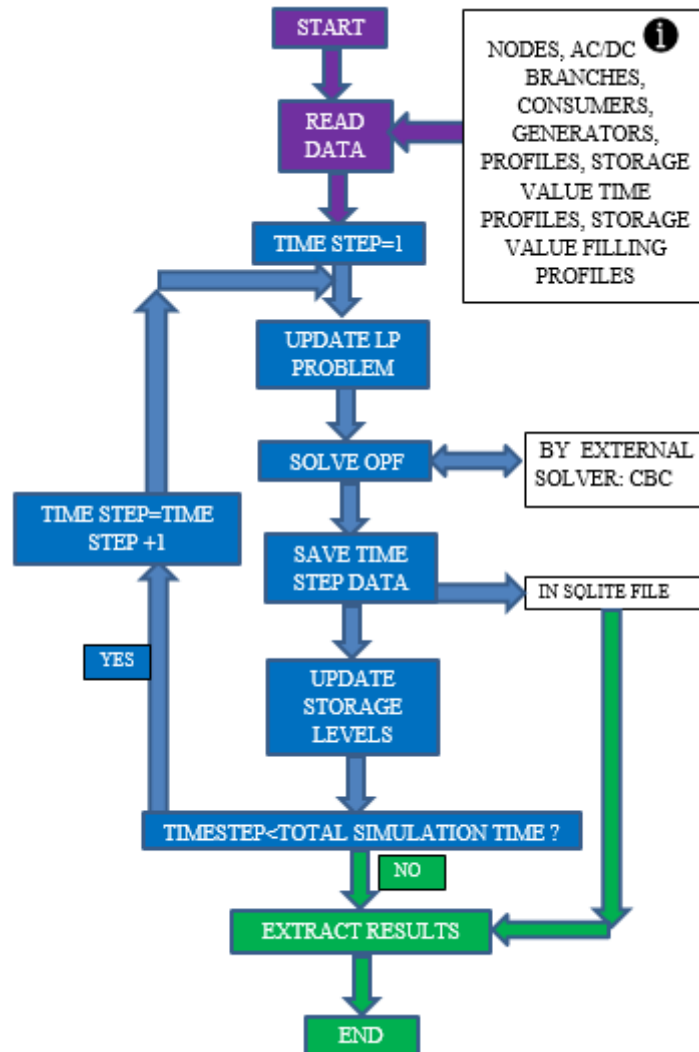 START
i
NODES, AC/DC
BRANCHES,
CONSUMERS,
GENERATORS,
PROFILES, STORAGE
VALUE TIME
PROFILES, STORAGE
VALUE FILLING
PROFILES
READ
DATA
TIME STEP=1
UPDATE LP
PROBLEM
SOLVE OPF
BY EXTERNAL
SOLVER: CBC
TIME STEP=TIME
STEP +1
SAVE TIME
STEP DATA
IN SQLITE FILE
YES
UPDATE
STORAGE
LEVELS
TIMESTEP<TOTAL SIMULATION TIME ?
NO
EXTRACT RESULTS
END